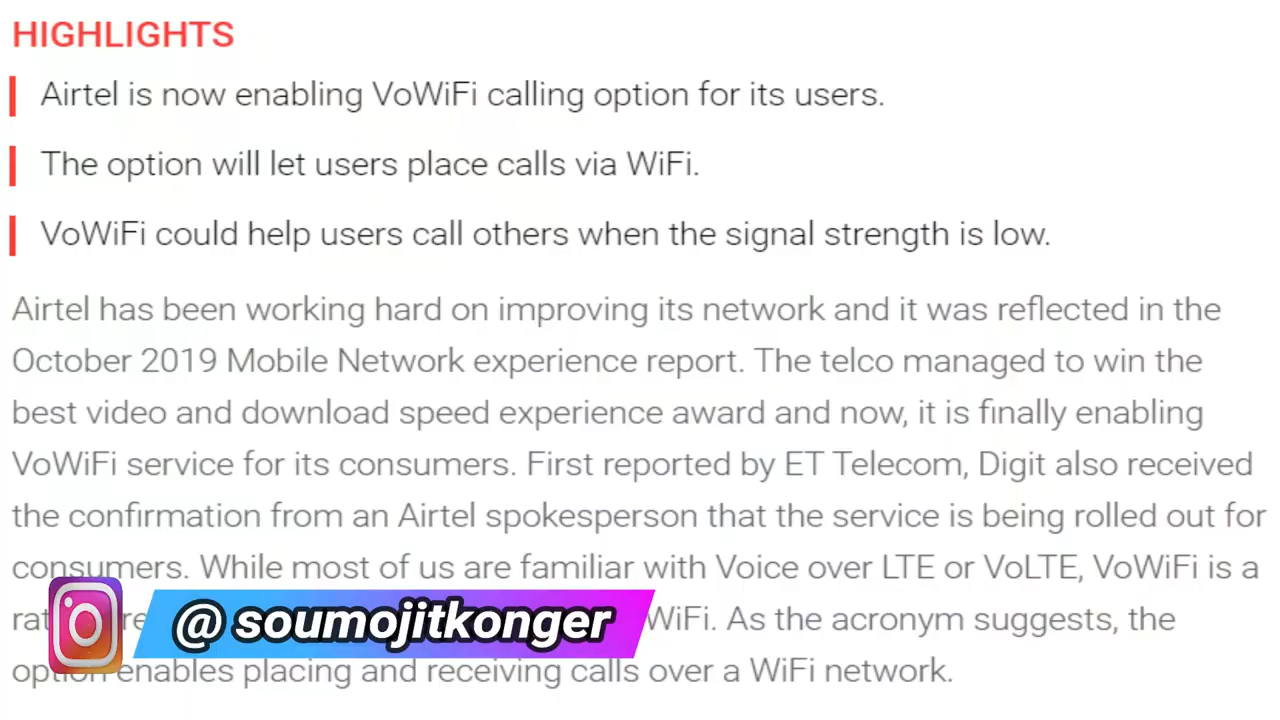 HIGHLIGHTS
Airtel is now enabling VoWiFi calling option for its users.
The option will let users place calls via WiFi.
VoWiFi could help users call others when the signal strength is low.
Airtel has been working hard on improving its network and it was reflected in the
October 2019 Mobile Network experience report. The telco managed to win the
best video and download speed experience award and now, it is finally enabling
VoWiFi service for its consumers. First reported by ET Telecom, Digit also received
the confirmation from an Airtel spokesperson that the service is being rolled out for
consumers. While most of us are familiar with Voice over LTE or VoLTE, VoWiFi is a
WiFi. As the acronym suggests, the
@ soumojitkonger
option enables placing and receiving calls over a WiFi network.